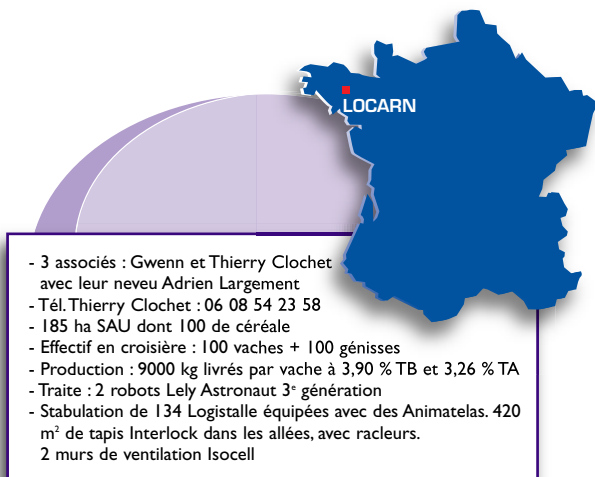 LOCARN
- 3 associés : Gwenn et Thierry Clochet
avec leur neveu Adrien Largement
- Tél. Thierry Clochet : 06 08 54 23 58
- 185 ha SAU dont 100 de céréale
- Effectif en croisière : 100 vaches + 100 génisses
- Production : 9000 kg livrés par vache à 3,90 % TB et 3,26 % TA
- Traite : 2 robots Lely Astronaut 3e génération
- Stabulation de 134 Logistalle équipées avec des Animatelas. 420
m² de tapis Interlock dans les allées, avec racleurs.
2 murs de ventilation Isocell